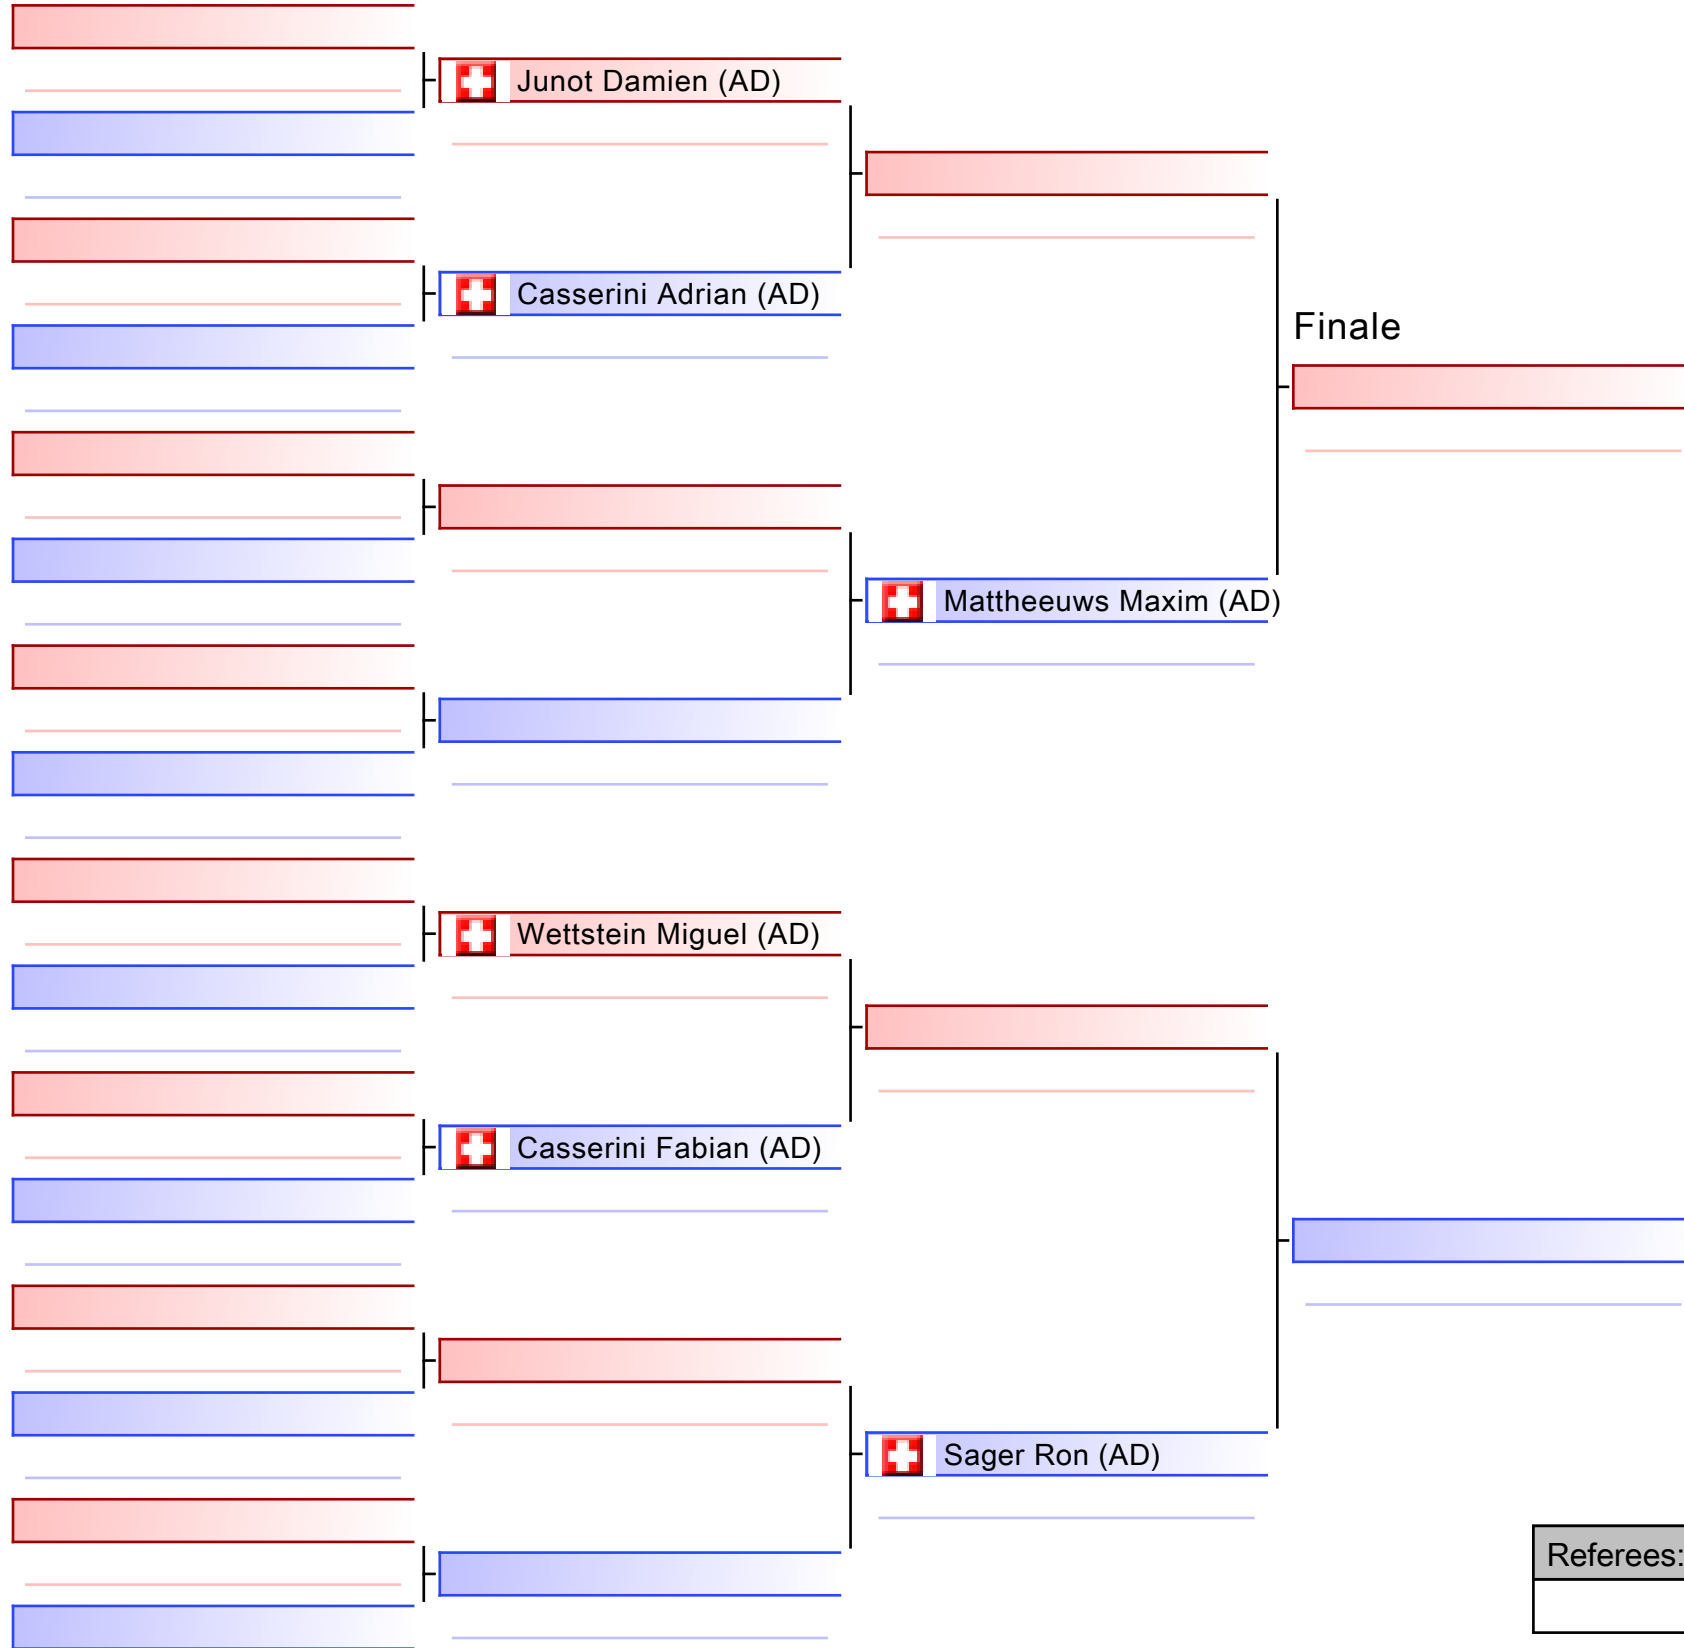 Junot Damien (AD)
Casserini Adrian (AD)
Finale
Mattheeuws Maxim (AD)
Wettstein Miguel (AD)
Casserini Fabian (AD)
Sager Ron (AD)
Referees: